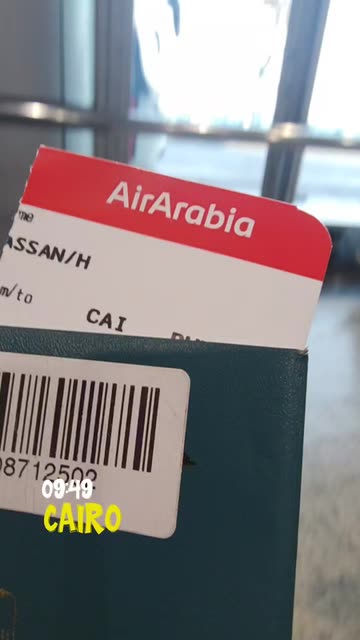 AirArabia
me
ASSAN/H
m/to
CAI
08712502
09:49
CAIRO